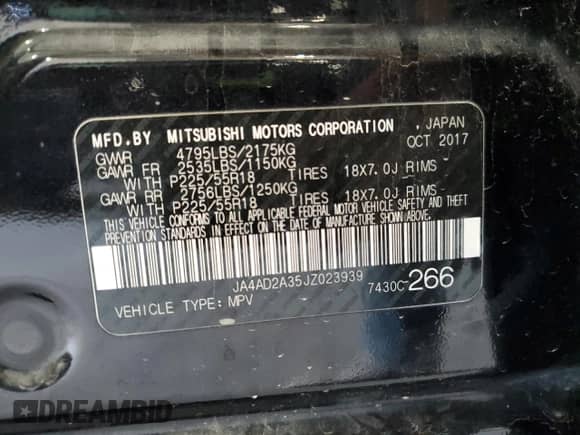 MFD.BY MITSUBISHI MOTORS CORPORATION , JAPAN
GWWR 4795LBS/2175KG OCT 2017
GAWR FR 2535LBS/1150KG
WITH P225/55R18 TIRES 18X7.0J RIMS
GAWR RR 2756LBS/1250KG
WITH P225/55R18 TIRES 18X7.0J RIMS
THIS VEHICLE CONFORMS TO ALL APPLICABLE FEDERAL MOTOR VEHICLE SAFETY, BUMPER, AND THEFT
PREVENTION STANDARDS IN EFFECT ON THE DATE OF MANUFACTURE SHOWN ABOVE.
JA4AD2A35JZ023939
VEHICLE TYPE: MPV 7430C-266
DREAMBID